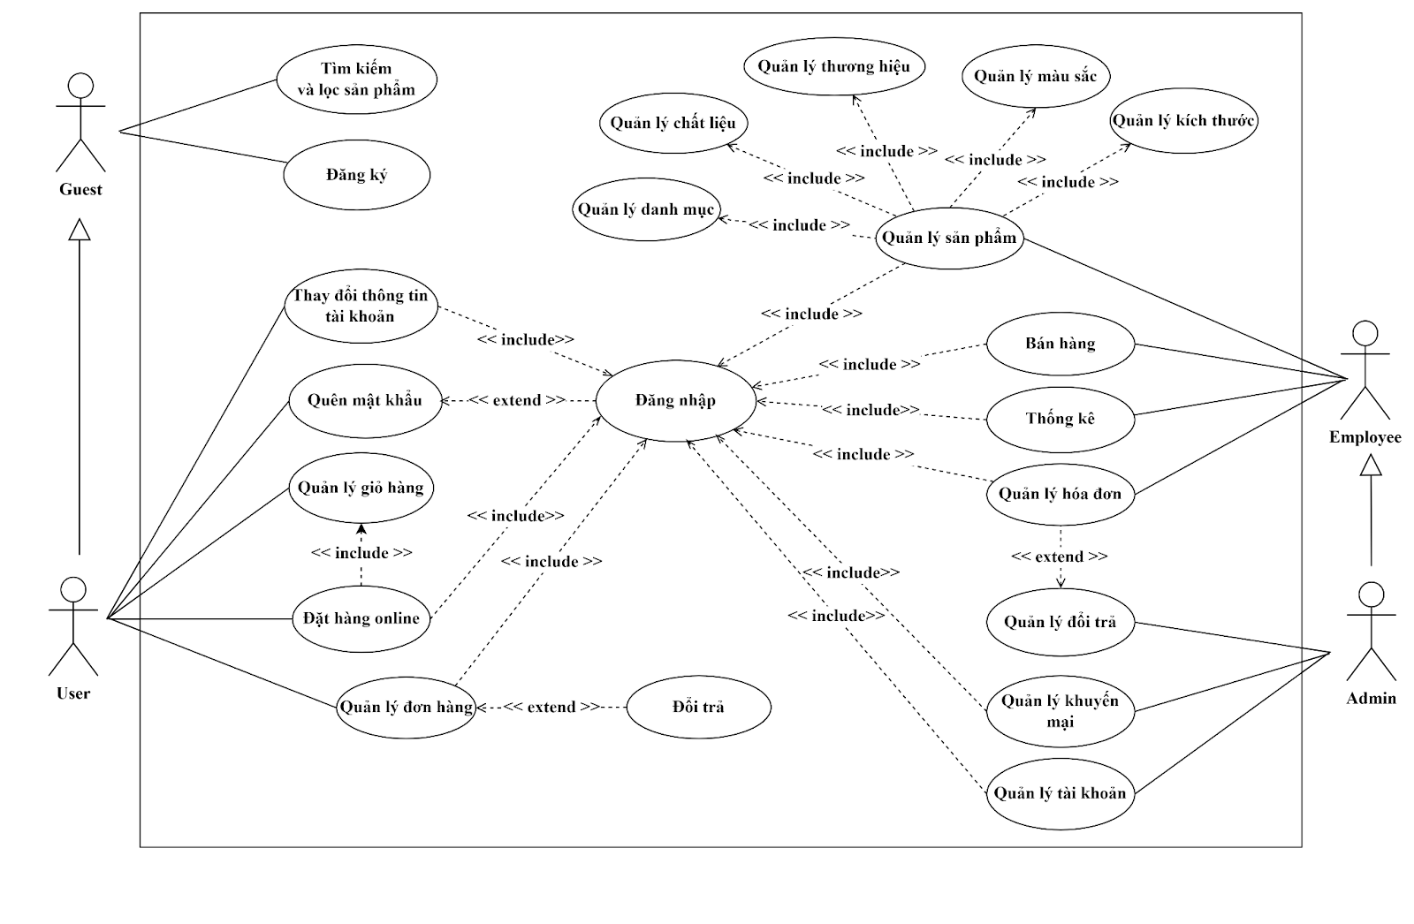 Tìm kiếm
và lọc sản phẩm
Đăng ký
Guest
Quản lý thương hiệu
Quản lý màu sắc
Quản lý chất liệu
Quản lý kích thước
<< include >>
<< include >>
<< include >>
<< include >>
Quản lý danh mục
<< include >>
Quản lý sản phẩm
Thay đổi thông tin
tài khoản
<< include>>
<< include >>
Bán hàng
<< include >>
Quên mật khẩu
<< extend >>
Đăng nhập
<< include>>
Thống kê
Employee
<< include >>
Quản lý giỏ hàng
Quản lý hóa đơn
<< include>>
<< include >>
<< include >>
<< extend >>
<< include>>
<< include>>
Đặt hàng online
Quản lý đổi trả
User
Admin
Quản lý đơn hàng
<< extend >>
Đổi trả
Quản lý khuyến
mại
Quản lý tài khoản